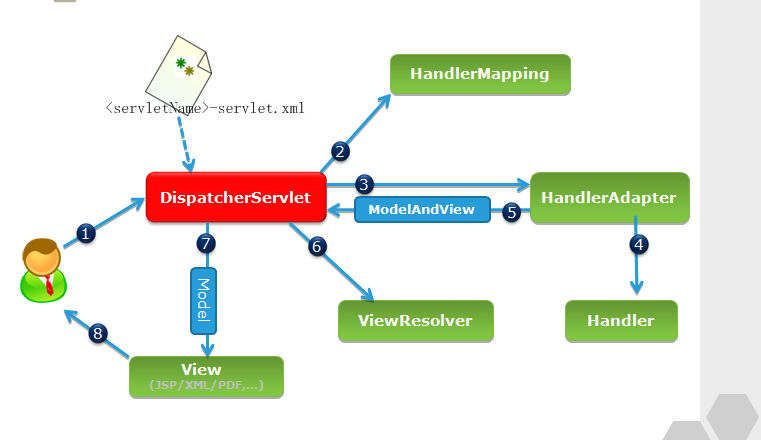 <servletName>-servlet.xml
HandlerMapping
2
3
DispatcherServlet
HandlerAdapter
ModelAndView
5
1
7
6
4
Model
ViewResolver
Handler
8
View
(JSP/XML/PDF,...)